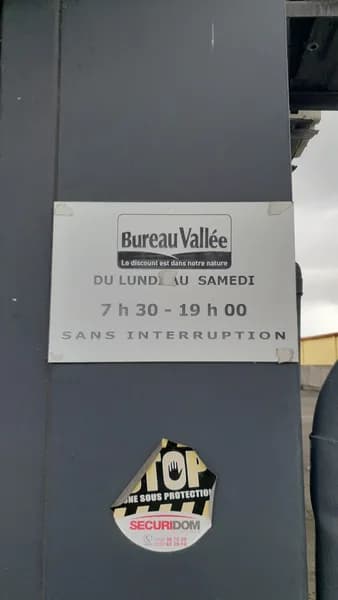 Bureau Vallée
Le discount est dans notre nature
DU LUNDI AU SAMEDI
7 h 30 - 19 h 00
SANS INTERRUPTION
STOP
SOUS PROTECTION
SECURIDOM